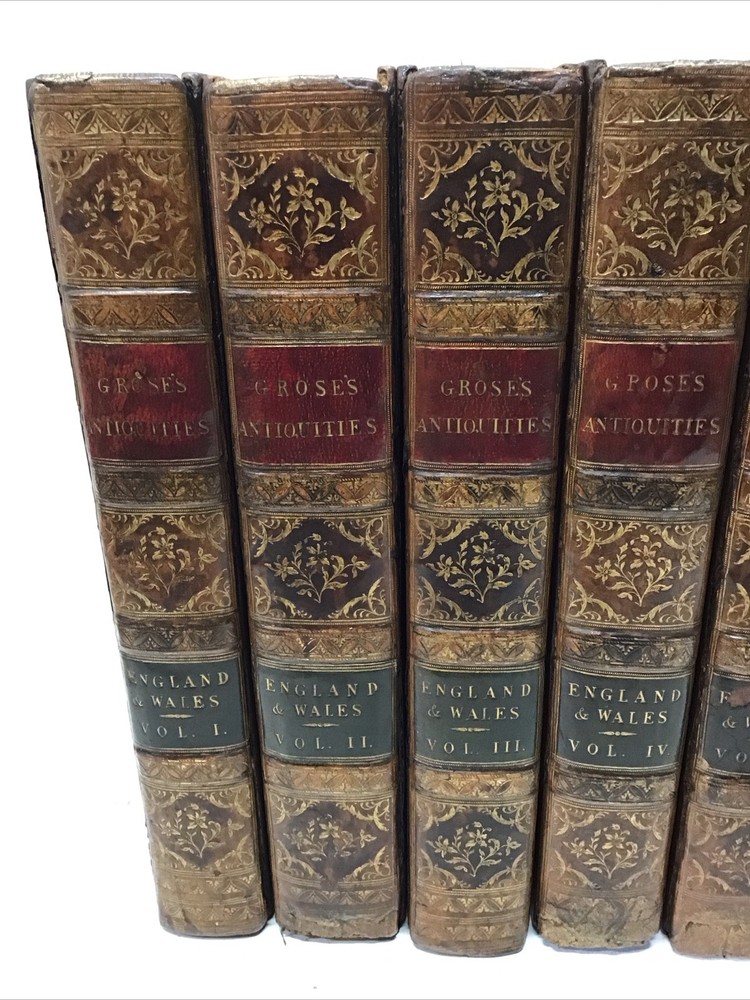 GROSE'S
ANTIQUITIES
ENGLAND
& WALES
VOL. I.
GROSE'S
ANTIQUITIES
ENGLAND
& WALES
VOL. II.
GROSE'S
ANTIQUITIES
ENGLAND
& WALES
VOL. III.
GROSE'S
ANTIQUITIES
ENGLAND
& WALES
VOL. IV